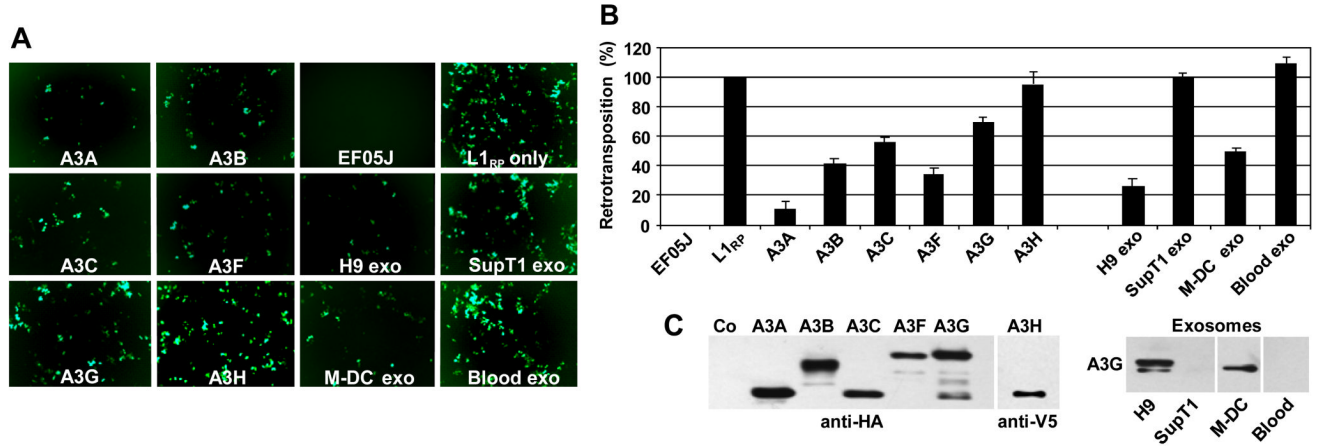 A
A3A
A3B
EF05J
L1RP only
A3C
A3F
H9 exo
SupT1 exo
A3G
A3H
M-DC exo
Blood exo
B
Retrotransposition (%)
120
100
80
60
40
20
0
EF05J
L1RP
A3A
A3B
A3C
A3F
A3G
A3H
H9 exo
SupT1 exo
M-DC exo
Blood exo
C
Co A3A A3B A3C A3F A3G A3H
anti-HA anti-V5
Exosomes
A3G
H9
SupT1
M-DC
Blood